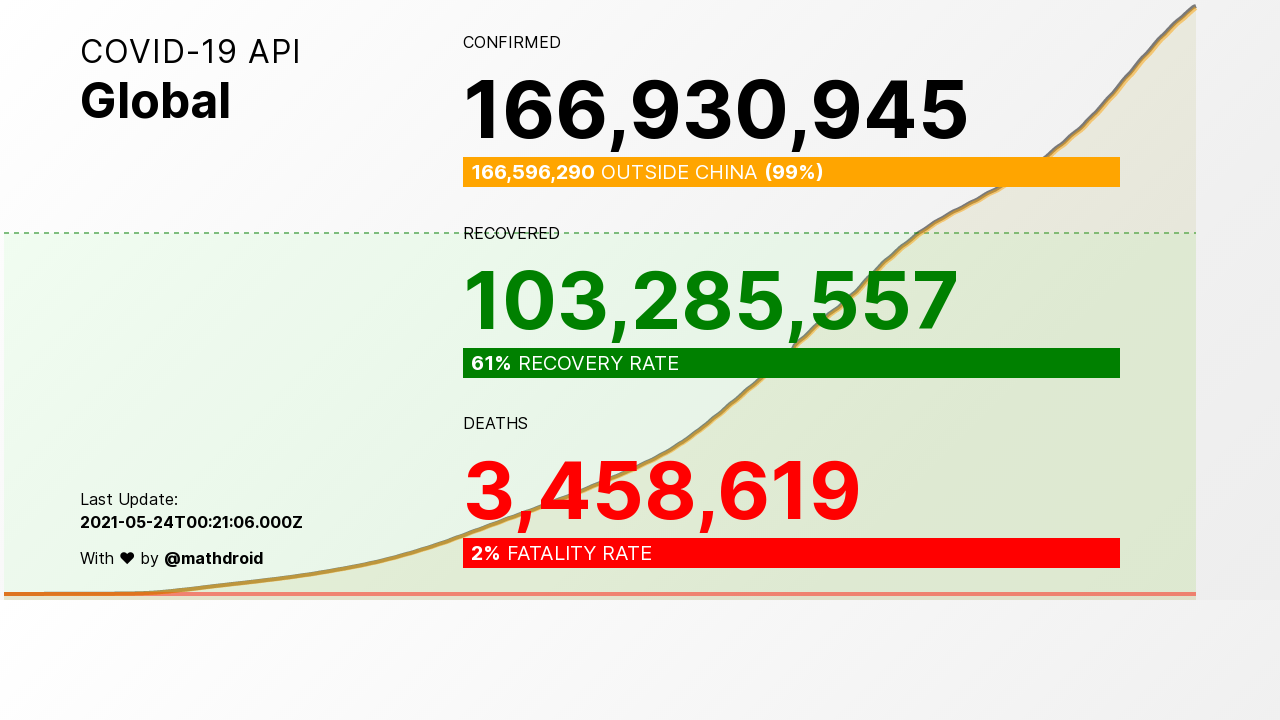 COVID-19 API
Global
CONFIRMED
166,930,945
166,596,290 OUTSIDE CHINA (99%)
RECOVERED
103,285,557
61% RECOVERY RATE
DEATHS
3,458,619
2% FATALITY RATE
Last Update:
2021-05-24T00:21:06.000Z
With ♥ by @mathdroid